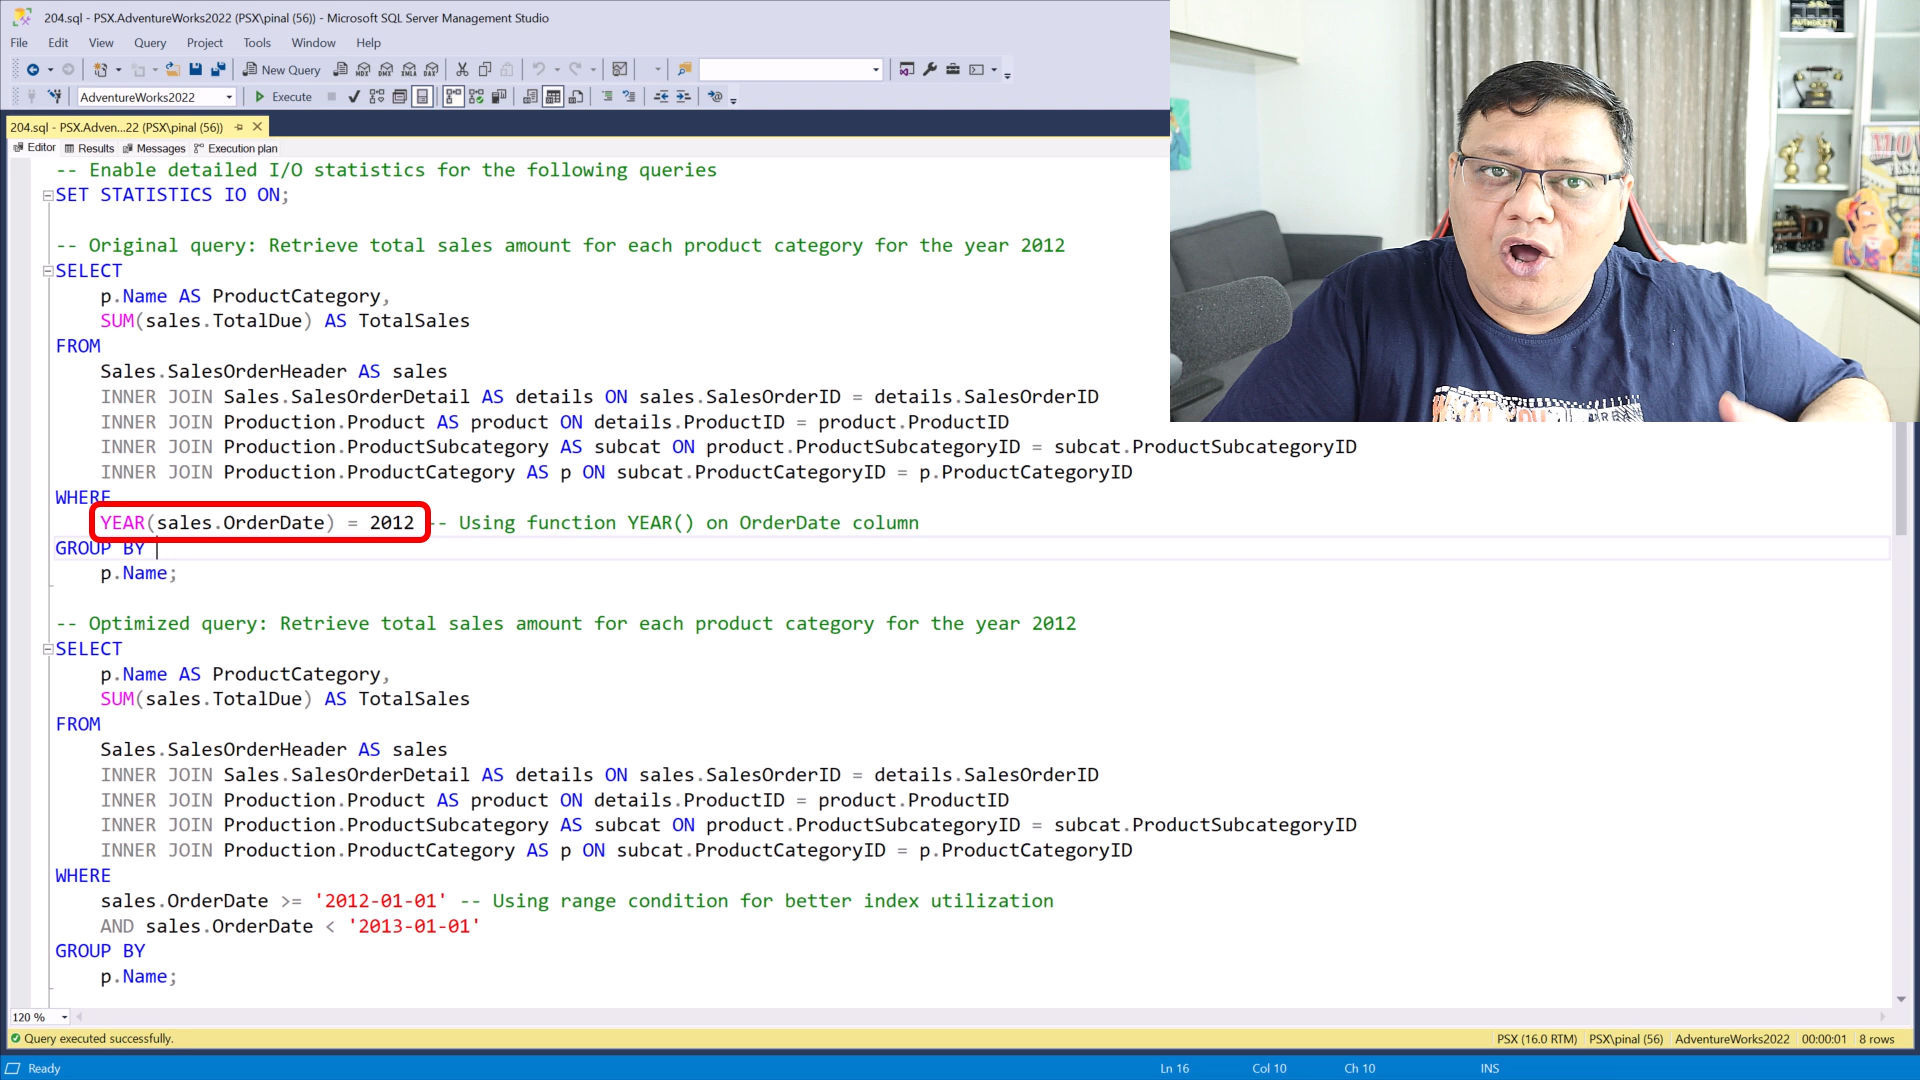 204.sql - PSX.AdventureWorks2022 (PSX\pinal (56)) - Microsoft SQL Server Management Studio
File Edit View Query Project Tools Window Help
New Query MDX DMX XMLA DAX
AdventureWorks2022 Execute
204.sql - PSX.Adven...22 (PSX\pinal (56))
Editor Results Messages Execution plan
-- Enable detailed I/O statistics for the following queries
SET STATISTICS IO ON;
-- Original query: Retrieve total sales amount for each product category for the year 2012
SELECT
p.Name AS ProductCategory,
SUM(sales.TotalDue) AS TotalSales
FROM
Sales.SalesOrderHeader AS sales
INNER JOIN Sales.SalesOrderDetail AS details ON sales.SalesOrderID = details.SalesOrderID
INNER JOIN Production.Product AS product ON details.ProductID = product.ProductID
INNER JOIN Production.ProductSubcategory AS subcat ON product.ProductSubcategoryID = subcat.ProductSubcategoryID
INNER JOIN Production.ProductCategory AS p ON subcat.ProductCategoryID = p.ProductCategoryID
WHERE
YEAR(sales.OrderDate) = 2012 -- Using function YEAR() on OrderDate column
GROUP BY
p.Name;
-- Optimized query: Retrieve total sales amount for each product category for the year 2012
SELECT
p.Name AS ProductCategory,
SUM(sales.TotalDue) AS TotalSales
FROM
Sales.SalesOrderHeader AS sales
INNER JOIN Sales.SalesOrderDetail AS details ON sales.SalesOrderID = details.SalesOrderID
INNER JOIN Production.Product AS product ON details.ProductID = product.ProductID
INNER JOIN Production.ProductSubcategory AS subcat ON product.ProductSubcategoryID = subcat.ProductSubcategoryID
INNER JOIN Production.ProductCategory AS p ON subcat.ProductCategoryID = p.ProductCategoryID
WHERE
sales.OrderDate >= '2012-01-01' -- Using range condition for better index utilization
AND sales.OrderDate < '2013-01-01'
GROUP BY
p.Name;
120 %
Query executed successfully. PSX (16.0 RTM) PSX\pinal (56) AdventureWorks2022 00:00:01 8 rows
Ready Ln 16 Col 10 Ch 10 INS